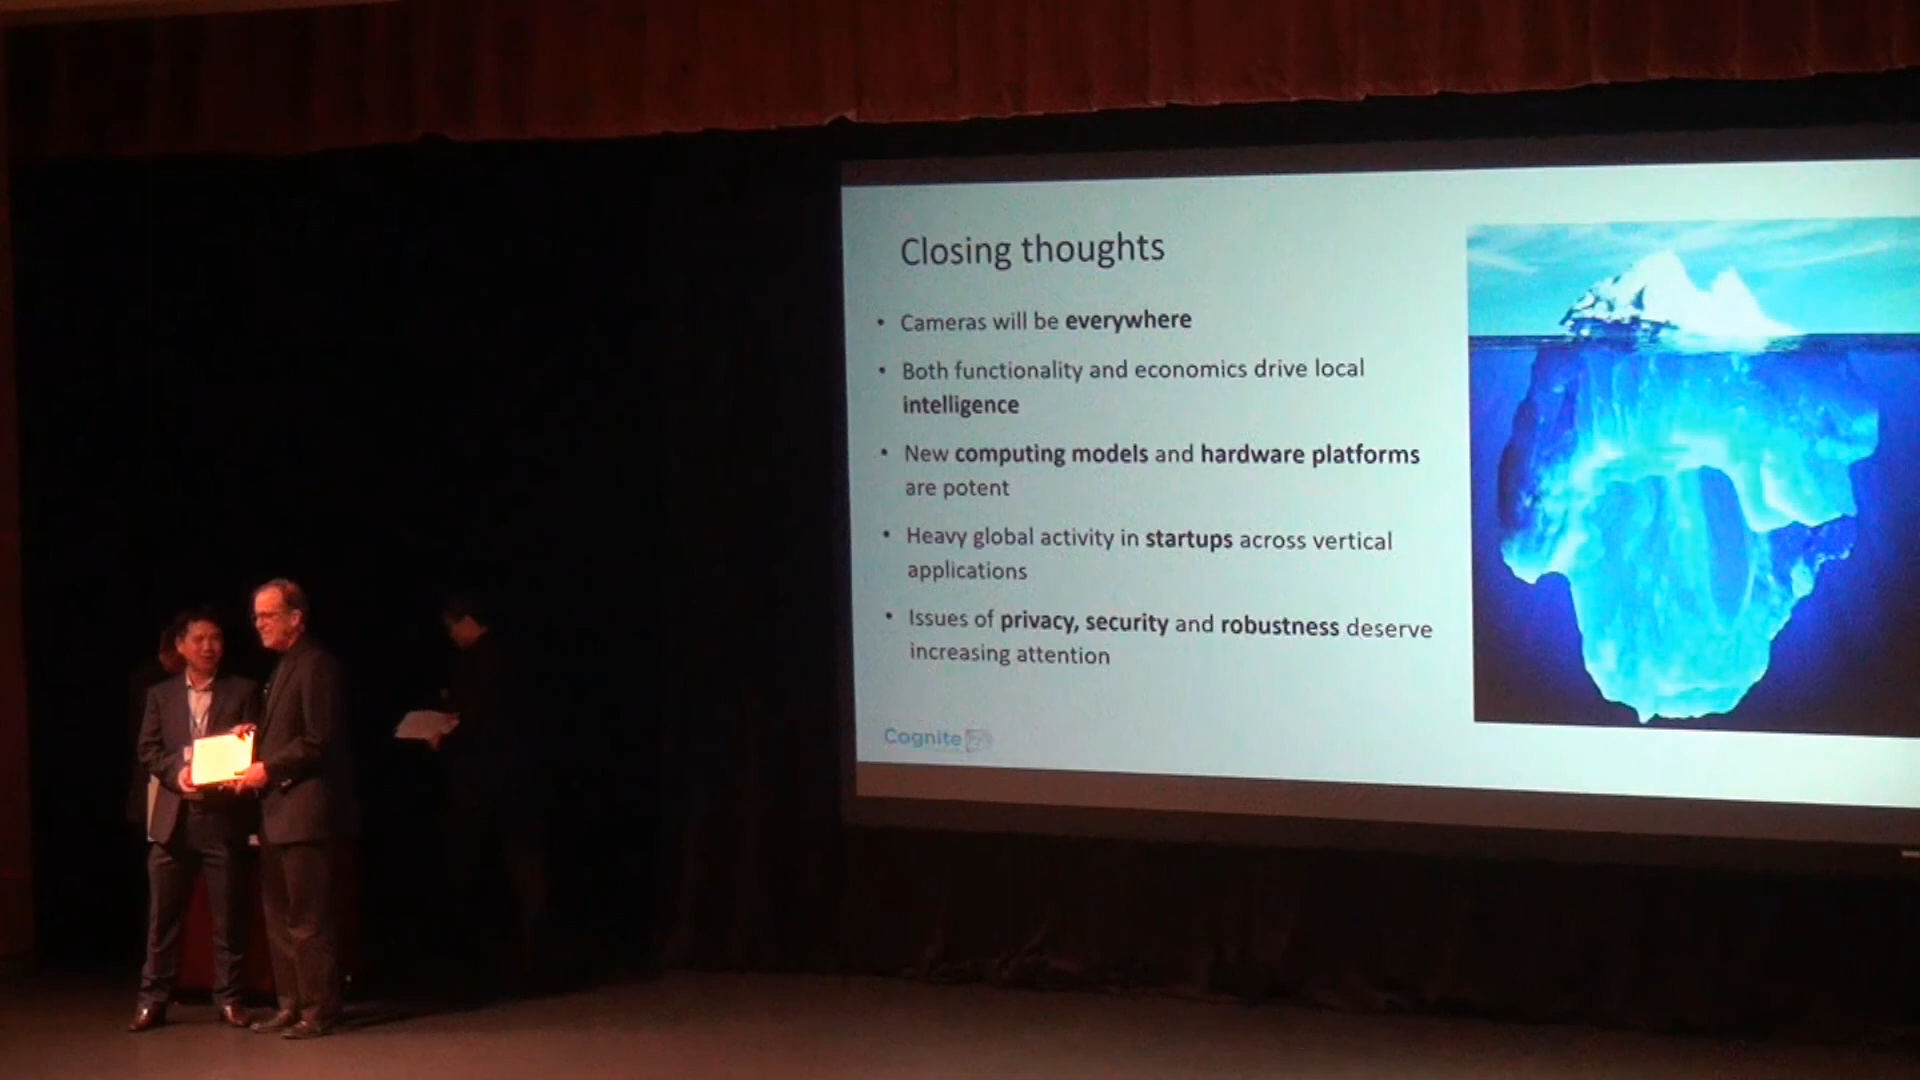 Closing thoughts
• Cameras will be everywhere
• Both functionality and economics drive local
intelligence
• New computing models and hardware platforms
are potent
• Heavy global activity in startups across vertical
applications
• Issues of privacy, security and robustness deserve
increasing attention
Cognite